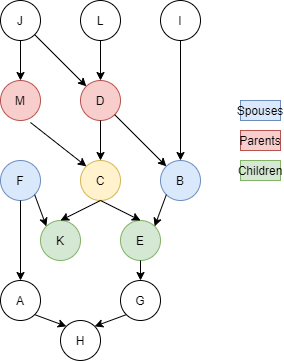 J L I
M D
Spouses
Parents
Children
F C B
K E
A G
H